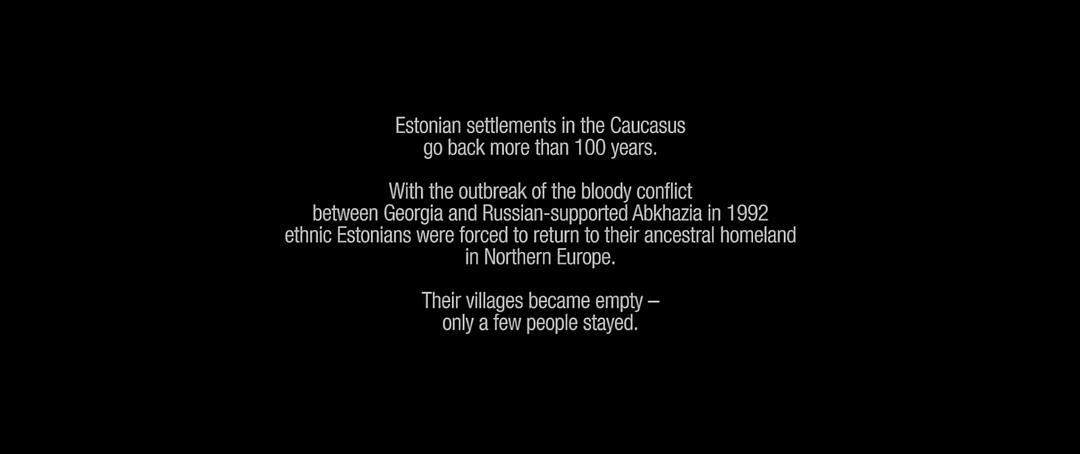 Estonian settlements in the Caucasus
go back more than 100 years.
With the outbreak of the bloody conflict
between Georgia and Russian-supported Abkhazia in 1992
ethnic Estonians were forced to return to their ancestral homeland
in Northern Europe.
Their villages became empty –
only a few people stayed.